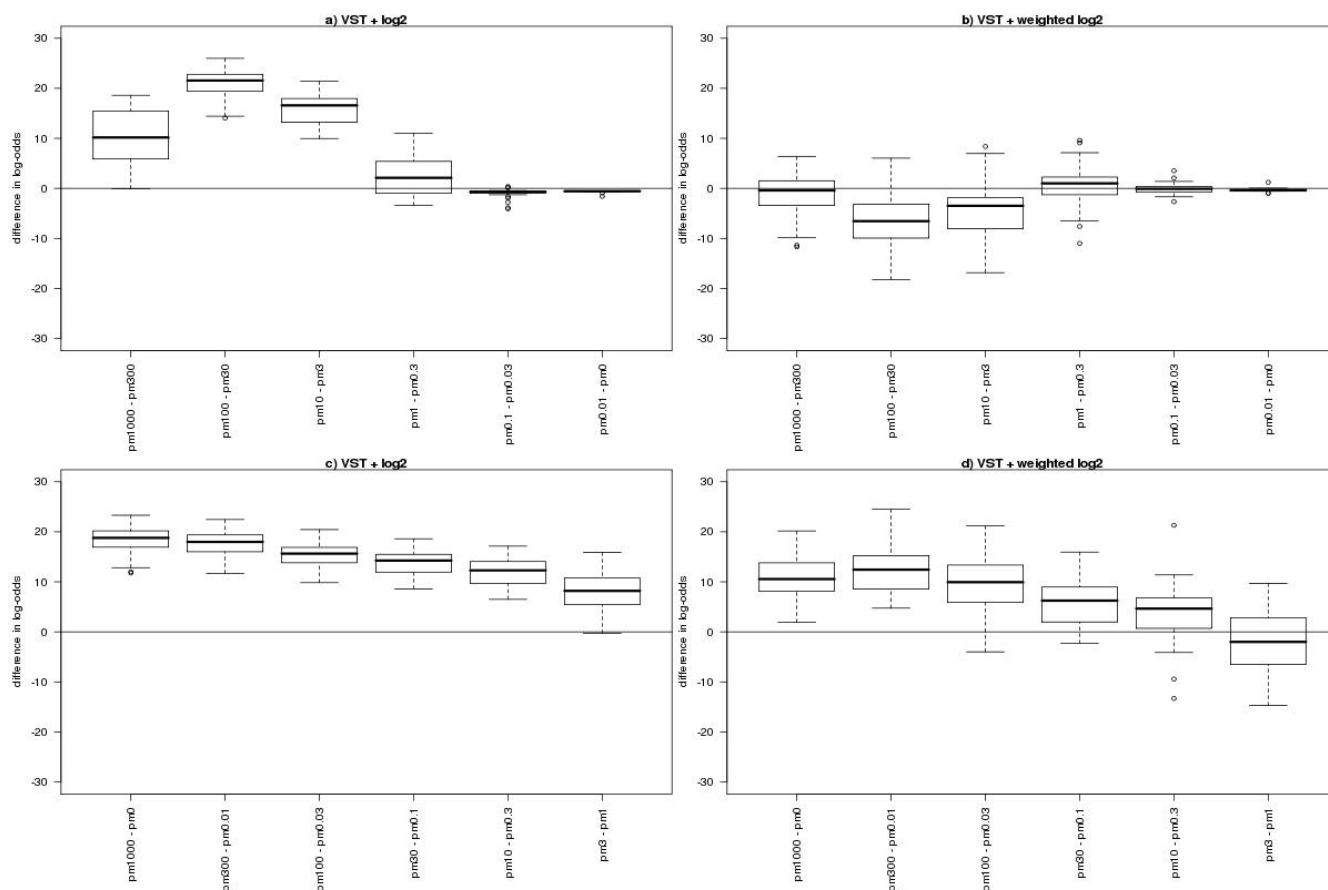 a) VST + log2
difference in log-odds
30
20
10
0
-10
-20
-30
pm1000 - pm300
pm100 - pm30
pm10 - pm3
pm1 - pm0.3
pm0.1 - pm0.03
pm0.01 - pm0
b) VST + weighted log2
difference in log-odds
30
20
10
0
-10
-20
-30
pm1000 - pm300
pm100 - pm30
pm10 - pm3
pm1 - pm0.3
pm0.1 - pm0.03
pm0.01 - pm0
c) VST + log2
difference in log-odds
30
20
10
0
-10
-20
-30
pm1000 - pm0
pm300 - pm0.01
pm100 - pm0.03
pm30 - pm0.1
pm10 - pm0.3
pm3 - pm1
d) VST + weighted log2
difference in log-odds
30
20
10
0
-10
-20
-30
pm1000 - pm0
pm300 - pm0.01
pm100 - pm0.03
pm30 - pm0.1
pm10 - pm0.3
pm3 - pm1